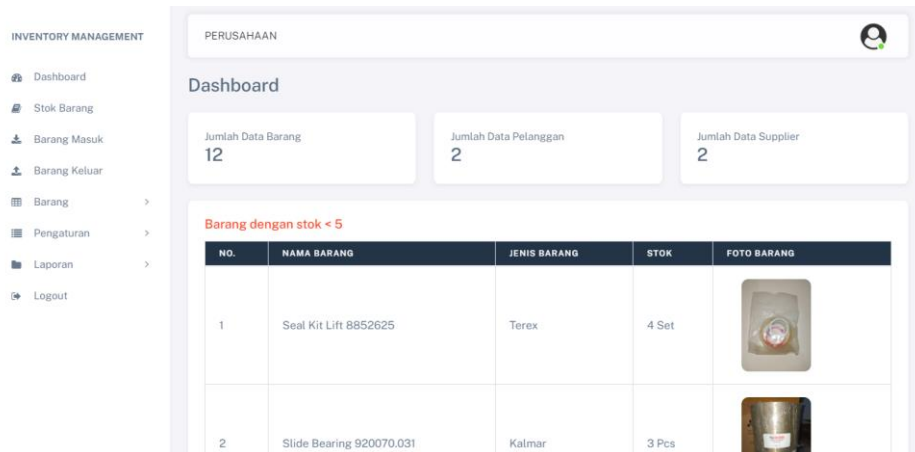 INVENTORY MANAGEMENT
Dashboard
Stok Barang
Barang Masuk
Barang Keluar
Barang
Pengaturan
Laporan
Logout
PERUSAHAAN
Dashboard
Jumlah Data Barang
12
Jumlah Data Pelanggan
2
Jumlah Data Supplier
2
Barang dengan stok < 5
NO. NAMA BARANG JENIS BARANG STOK FOTO BARANG
1 Seal Kit Lift 8852625 Terex 4 Set
2 Slide Bearing 920070.031 Kalmar 3 Pcs